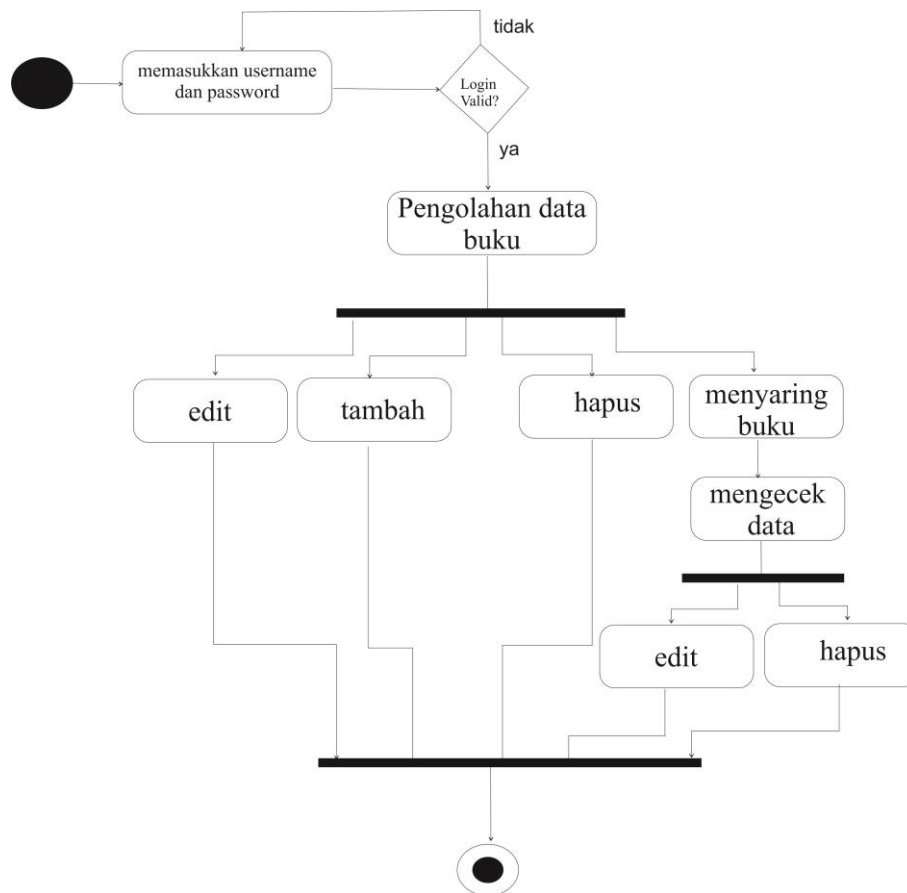 tidak
memasukkan username
dan password
Login
Valid?
ya
Pengolahan data
buku
edit
tambah
hapus
menyaring
buku
mengecek
data
edit
hapus